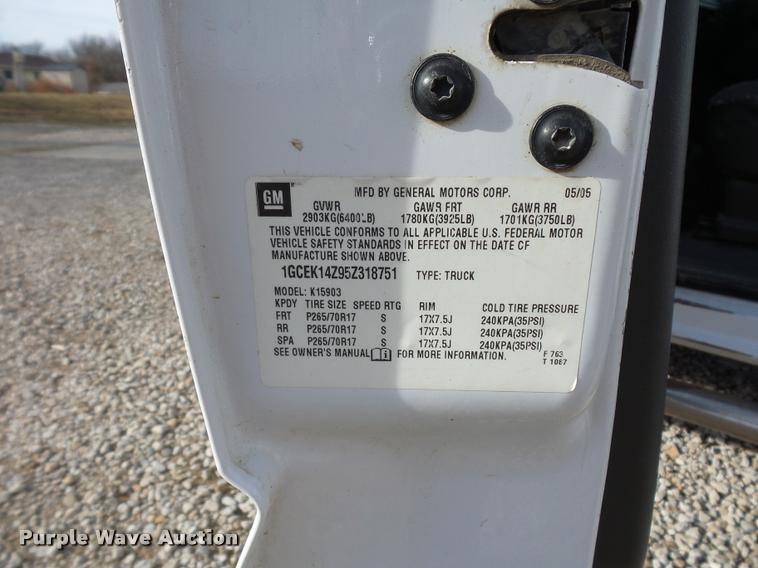 GM MFD BY GENERAL MOTORS CORP. 05/05
GVWR GAWR FRT GAWR RR
2903KG(6400LB) 1780KG(3925LB) 1701KG(3750LB)
THIS VEHICLE CONFORMS TO ALL APPLICABLE U.S. FEDERAL MOTOR
VEHICLE SAFETY STANDARDS IN EFFECT ON THE DATE OF
MANUFACTURE SHOWN ABOVE.
1GCEK14Z95Z318751 TYPE: TRUCK
MODEL: K15903
KPDY TIRE SIZE SPEED RTG RIM COLD TIRE PRESSURE
FRT P265/70R17 S 17X7.5J 240KPA(35PSI)
RR P265/70R17 S 17X7.5J 240KPA(35PSI)
SPA P265/70R17 S 17X7.5J 240KPA(35PSI)
SEE OWNER'S MANUAL FOR MORE INFORMATION.
F 763
T 1087
Purple Wave Auction